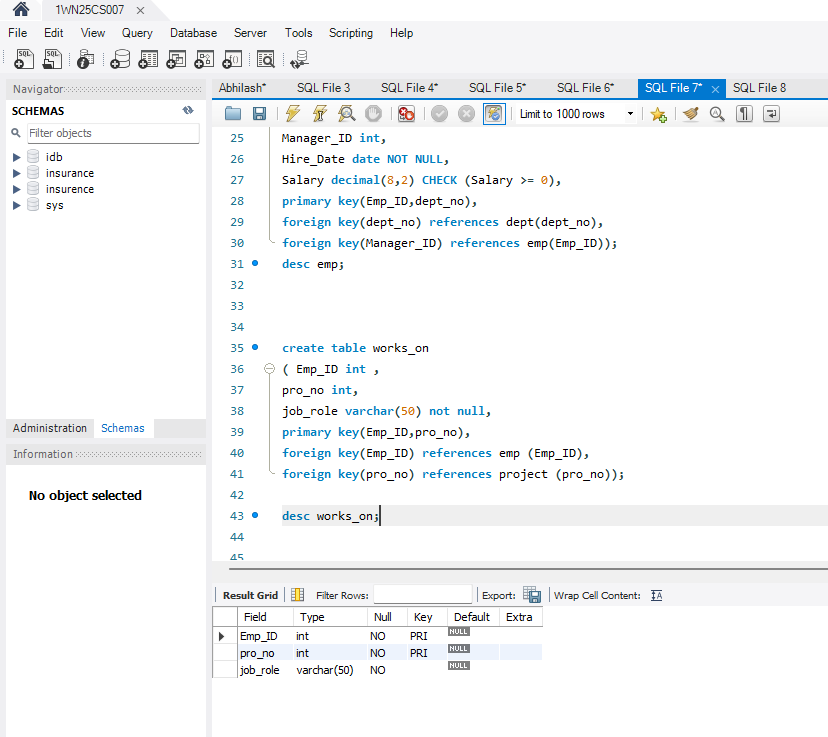 1WN25CS007
File Edit View Query Database Server Tools Scripting Help
Navigator
SCHEMAS
Filter objects
idb
insurance
insurence
sys
Administration Schemas
Information
No object selected
Abhilash* SQL File 3 SQL File 4* SQL File 5* SQL File 6* SQL File 7* SQL File 8
Limit to 1000 rows
25 Manager_ID int,
26 Hire_Date date NOT NULL,
27 Salary decimal(8,2) CHECK (Salary >= 0),
28 primary key(Emp_ID,dept_no),
29 foreign key(dept_no) references dept(dept_no),
30 foreign key(Manager_ID) references emp(Emp_ID));
31 desc emp;
32
33
34
35 create table works_on
36 ( Emp_ID int ,
37 pro_no int,
38 job_role varchar(50) not null,
39 primary key(Emp_ID,pro_no),
40 foreign key(Emp_ID) references emp (Emp_ID),
41 foreign key(pro_no) references project (pro_no));
42
43 desc works_on;
44
45
Result Grid Filter Rows: Export: Wrap Cell Content:
Field Type Null Key Default Extra
Emp_ID int NO PRI NULL
pro_no int NO PRI NULL
job_role varchar(50) NO NULL